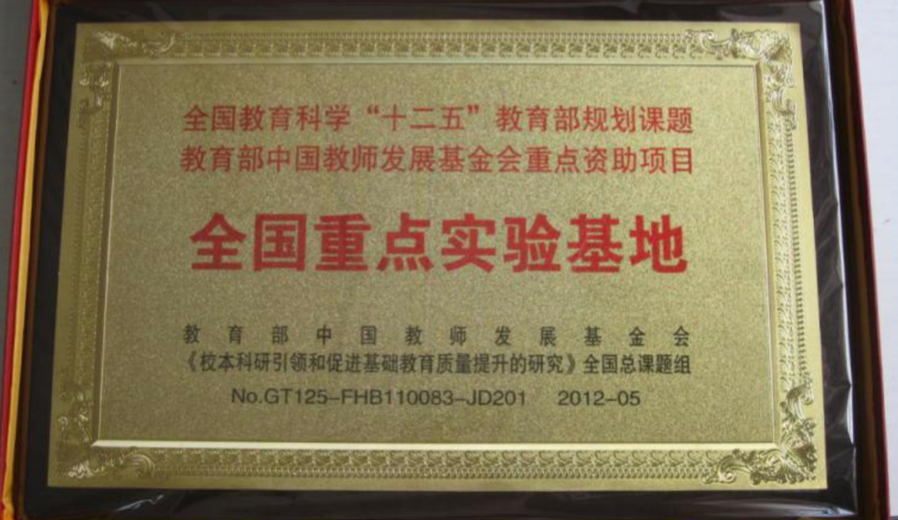 全国教育科学“十二五”教育部规划课题
教育部中国教师发展基金会重点资助项目
全国重点实验基地
教育部中国教师发展基金会
《校本科研引领和促进基础教育质量提升的研究》全国总课题组
No.GT125-FHB110083-JD201 2012-05